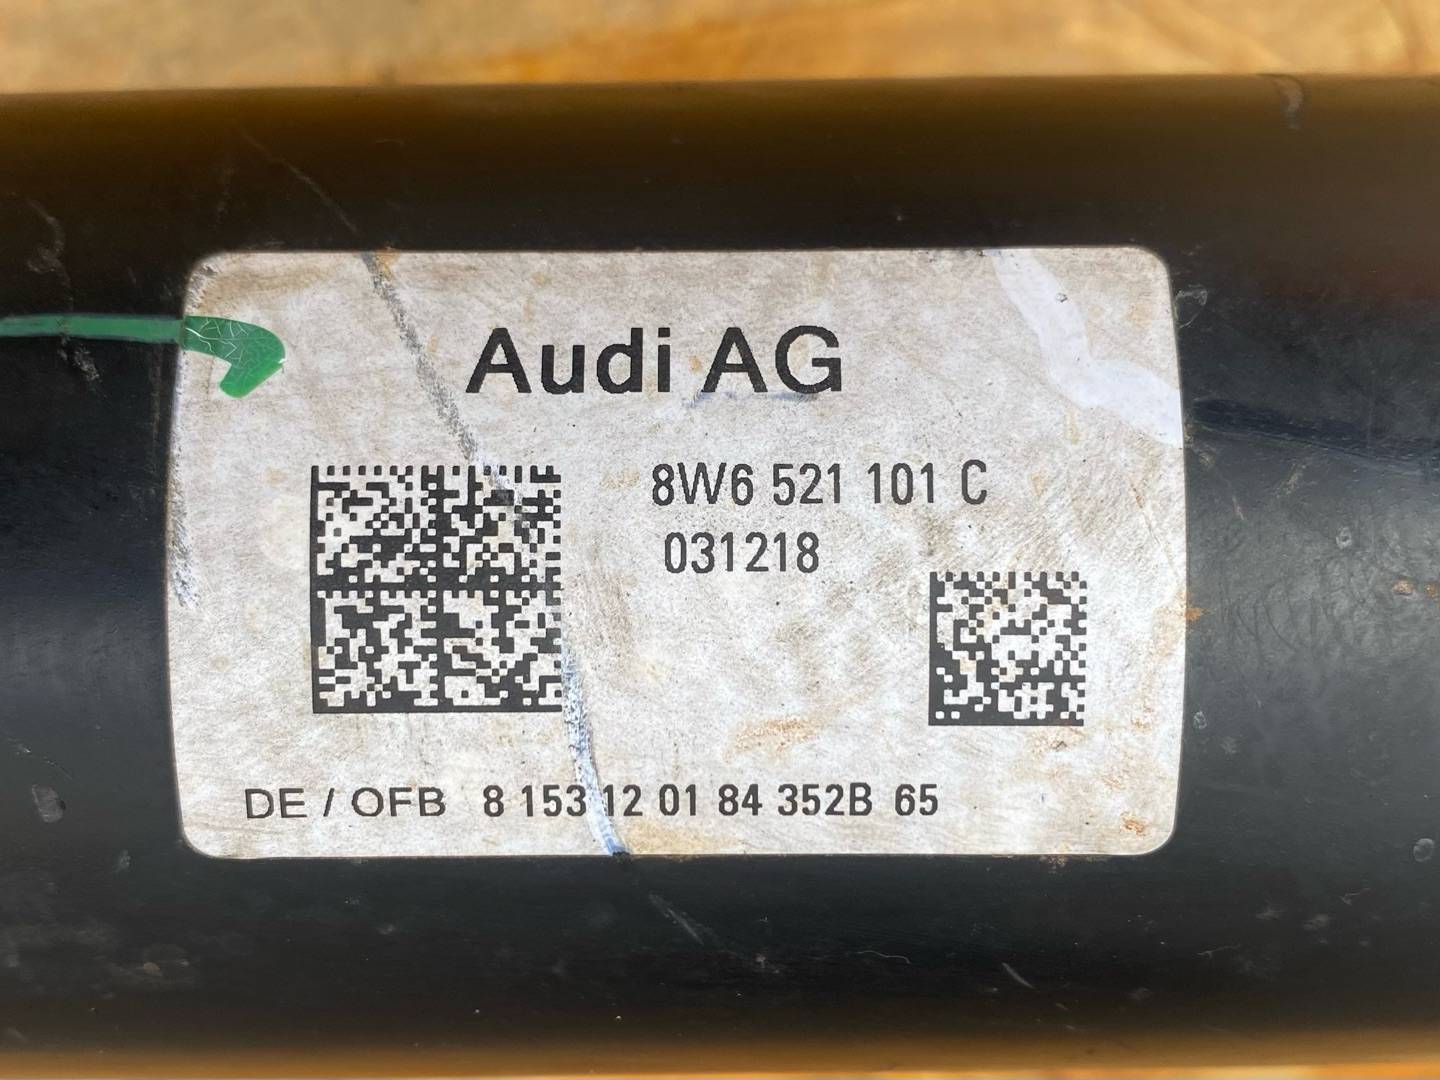 Audi AG
8W6 521 101 C
031218
DE / OFB 8 153 12 01 84 352B 65